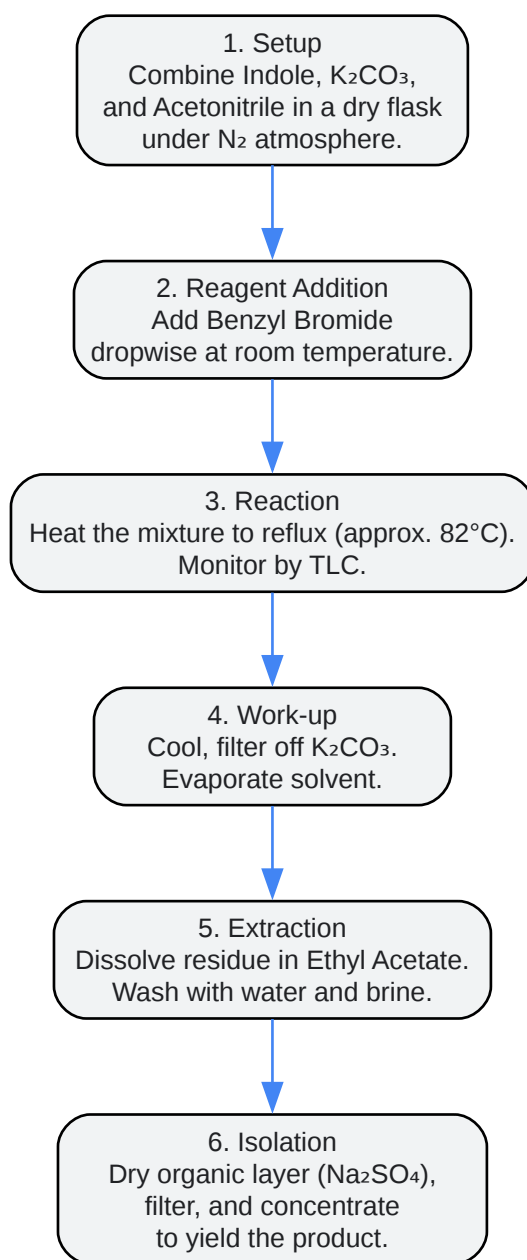 1. Setup
Combine Indole, K₂CO₃,
and Acetonitrile in a dry flask
under N₂ atmosphere.
2. Reagent Addition
Add Benzyl Bromide
dropwise at room temperature.
3. Reaction
Heat the mixture to reflux (approx. 82°C).
Monitor by TLC.
4. Work-up
Cool, filter off K₂CO₃.
Evaporate solvent.
5. Extraction
Dissolve residue in Ethyl Acetate.
Wash with water and brine.
6. Isolation
Dry organic layer (Na₂SO₄),
filter, and concentrate
to yield the product.